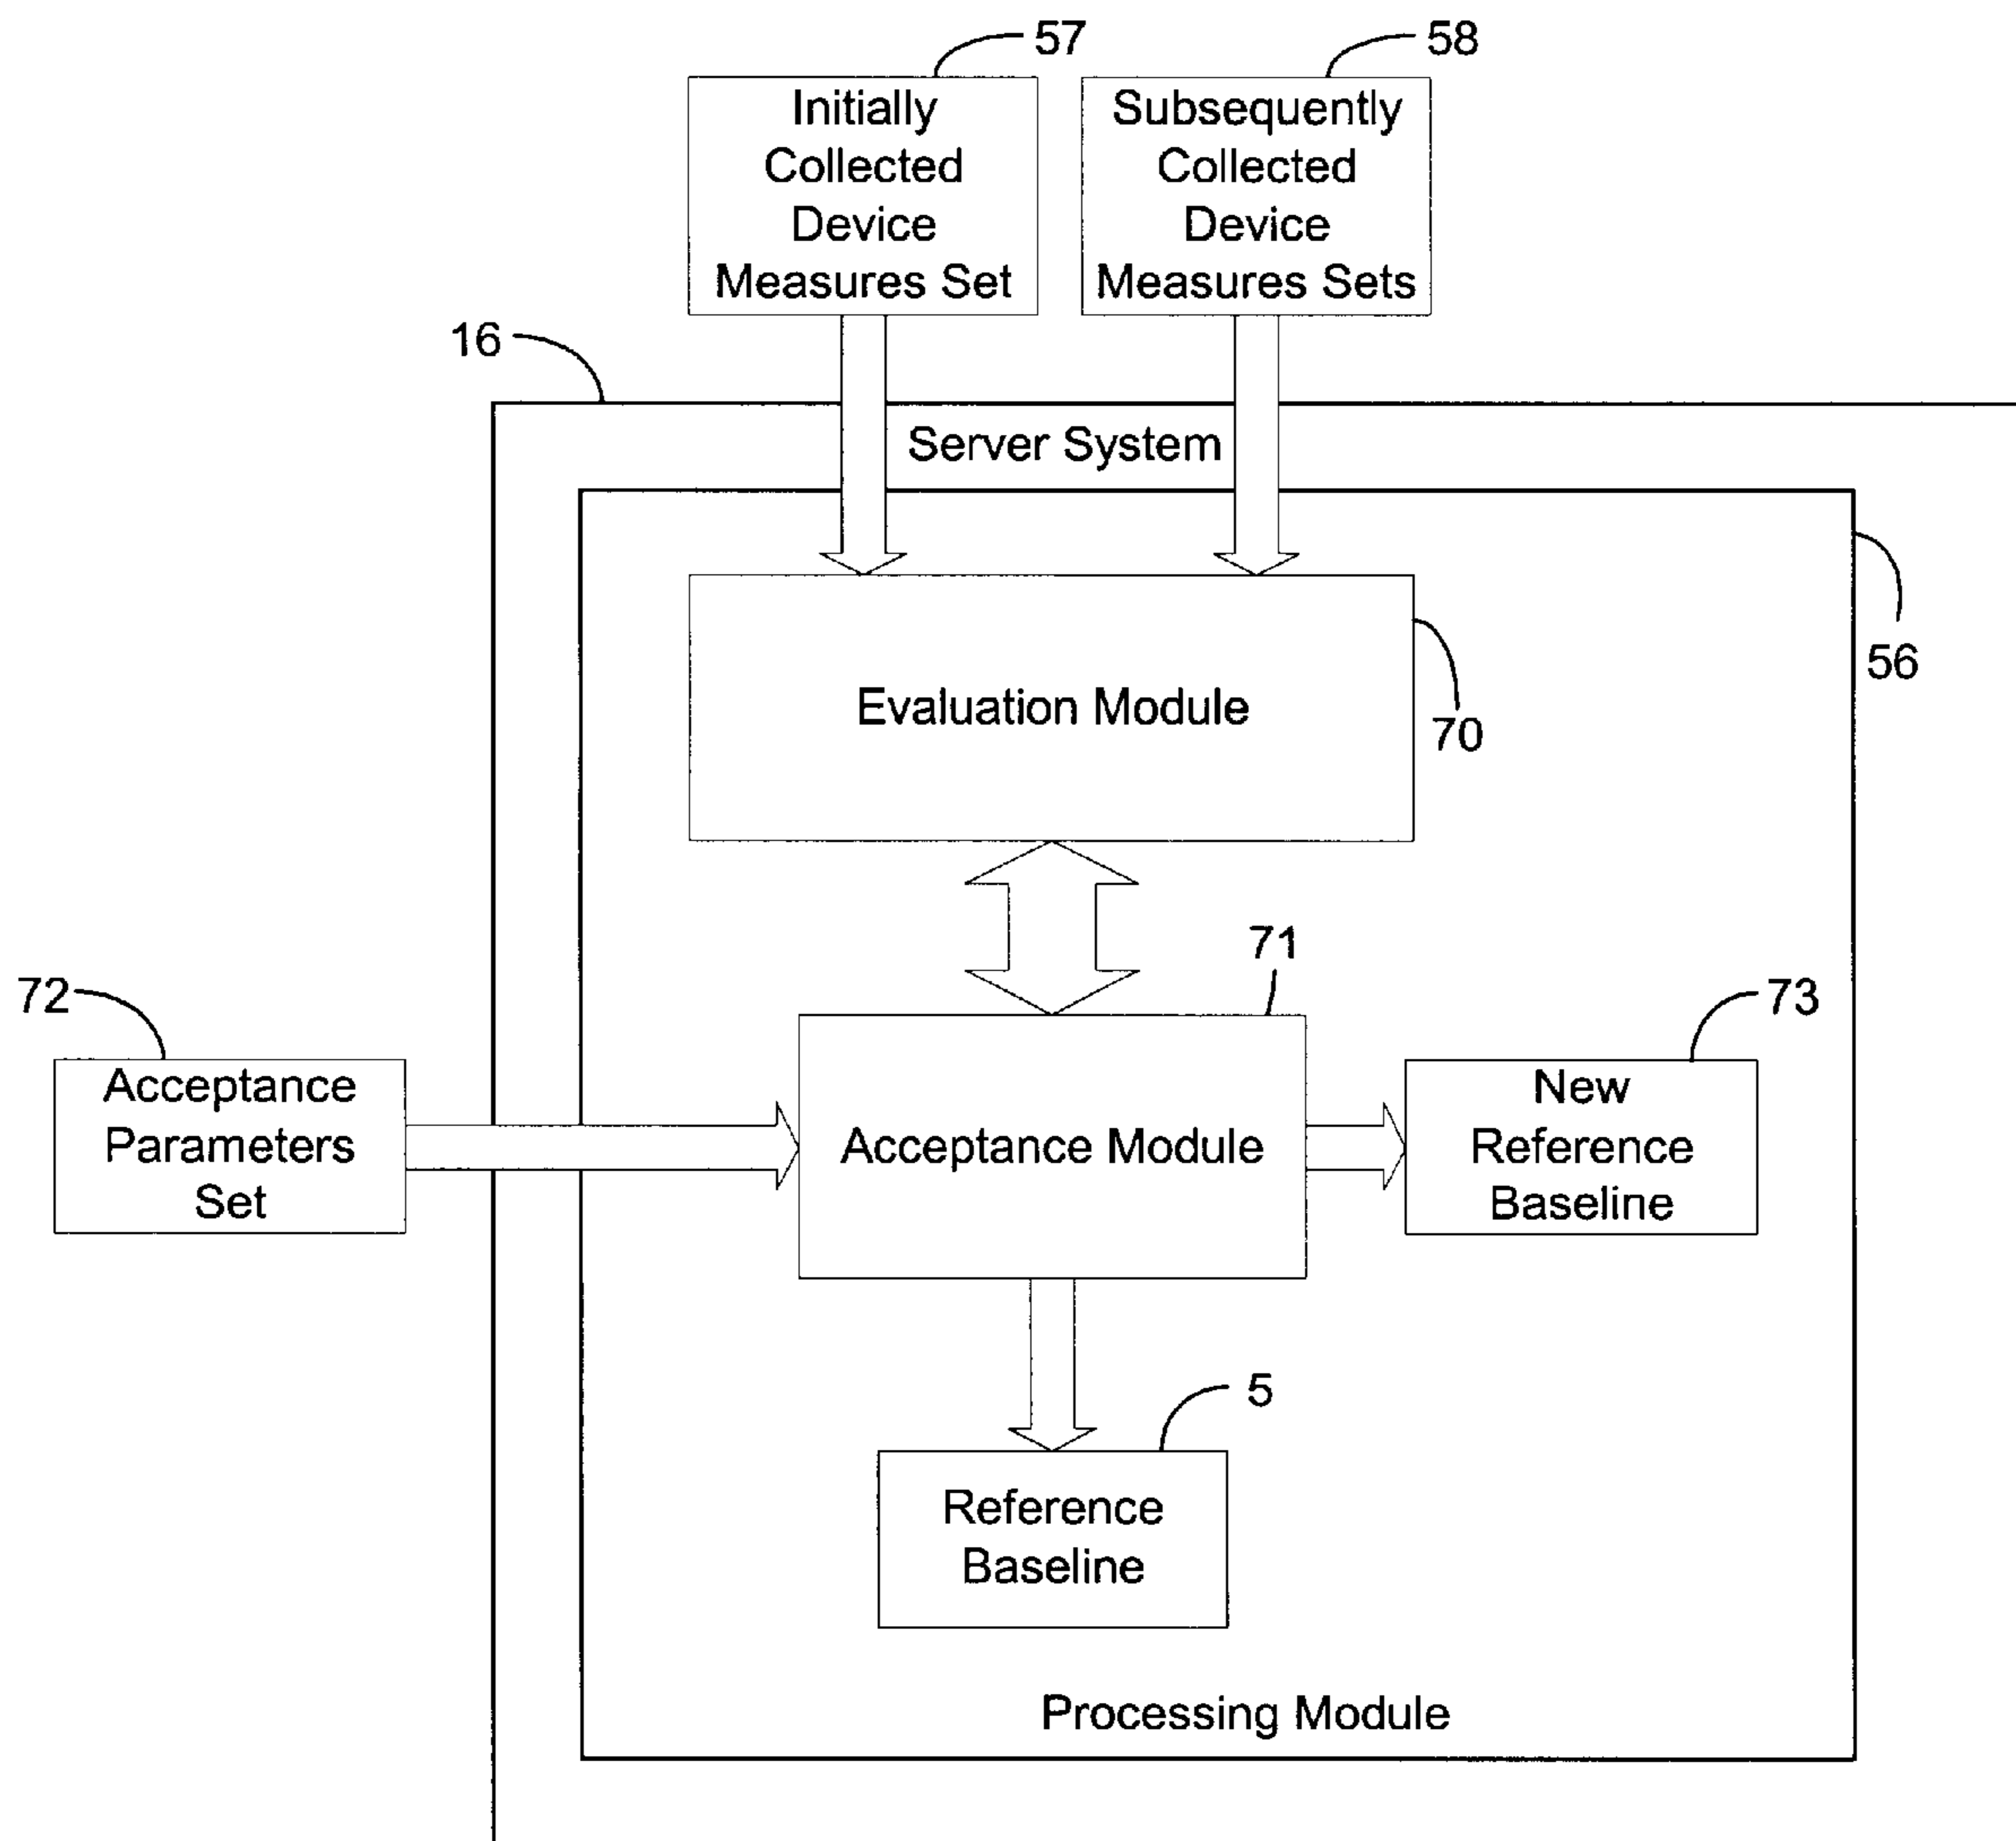 57
58
Initially
Collected
Device
Measures Set
Subsequently
Collected
Device
Measures Sets
16
Server System
56
Evaluation Module
70
71
72
73
Acceptance
Parameters
Set
Acceptance Module
New
Reference
Baseline
5
Reference
Baseline
Processing Module